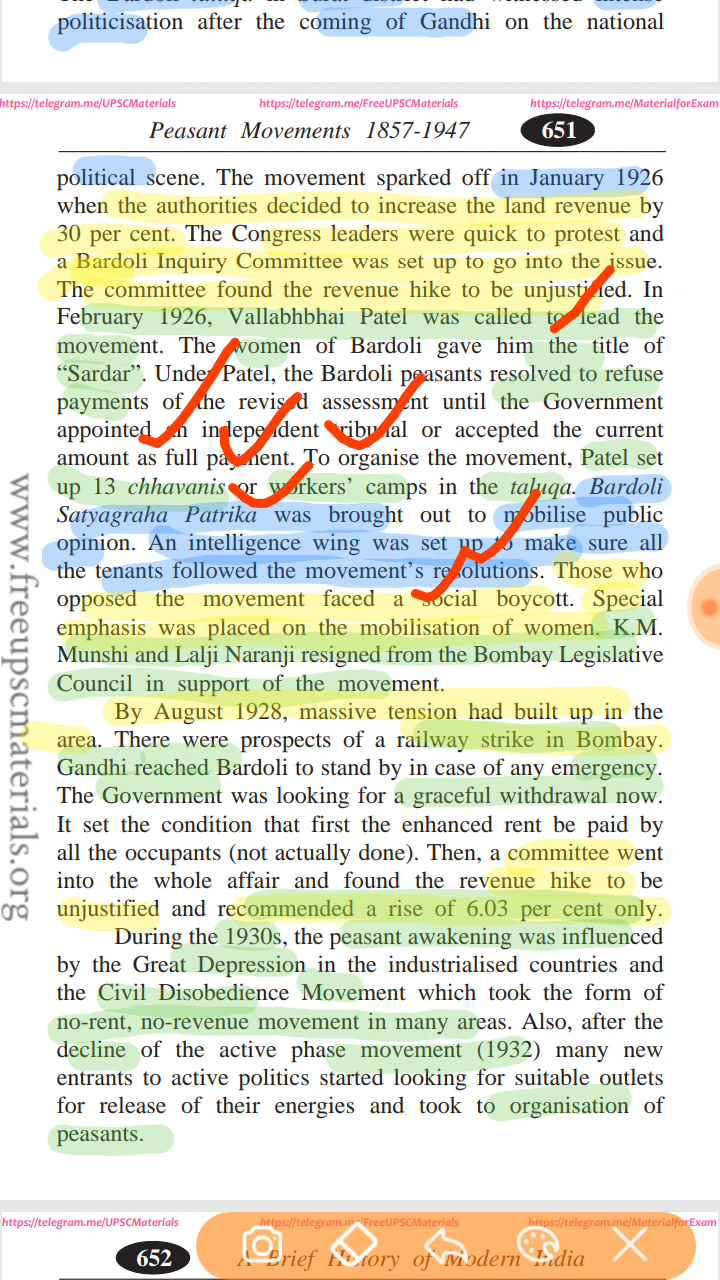 politicisation after the coming of Gandhi on the national
https://telegram.me/UPSCMaterials https://telegram.me/FreeUPSCMaterials https://telegram.me/MaterialforExam
Peasant Movements 1857-1947 651
political scene. The movement sparked off in January 1926
when the authorities decided to increase the land revenue by
30 per cent. The Congress leaders were quick to protest and
a Bardoli Inquiry Committee was set up to go into the issue.
The committee found the revenue hike to be unjustified. In
February 1926, Vallabhbhai Patel was called to lead the
movement. The women of Bardoli gave him the title of
“Sardar”. Under Patel, the Bardoli peasants resolved to refuse
payments of the revised assessment until the Government
appointed an independent tribunal or accepted the current
amount as full payment. To organise the movement, Patel set
up 13 chhavanis or workers’ camps in the taluqa. Bardoli
Satyagraha Patrika was brought out to mobilise public
opinion. An intelligence wing was set up to make sure all
the tenants followed the movement’s resolutions. Those who
opposed the movement faced a social boycott. Special
emphasis was placed on the mobilisation of women. K.M.
Munshi and Lalji Naranji resigned from the Bombay Legislative
Council in support of the movement.
By August 1928, massive tension had built up in the
area. There were prospects of a railway strike in Bombay.
Gandhi reached Bardoli to stand by in case of any emergency.
The Government was looking for a graceful withdrawal now.
It set the condition that first the enhanced rent be paid by
all the occupants (not actually done). Then, a committee went
into the whole affair and found the revenue hike to be
unjustified and recommended a rise of 6.03 per cent only.
During the 1930s, the peasant awakening was influenced
by the Great Depression in the industrialised countries and
the Civil Disobedience Movement which took the form of
no-rent, no-revenue movement in many areas. Also, after the
decline of the active phase movement (1932) many new
entrants to active politics started looking for suitable outlets
for release of their energies and took to organisation of
peasants.
www.freeupscmaterials.org
https://telegram.me/UPSCMaterials https://telegram.me/FreeUPSCMaterials https://telegram.me/MaterialforExam
652 A Brief History of Modern India